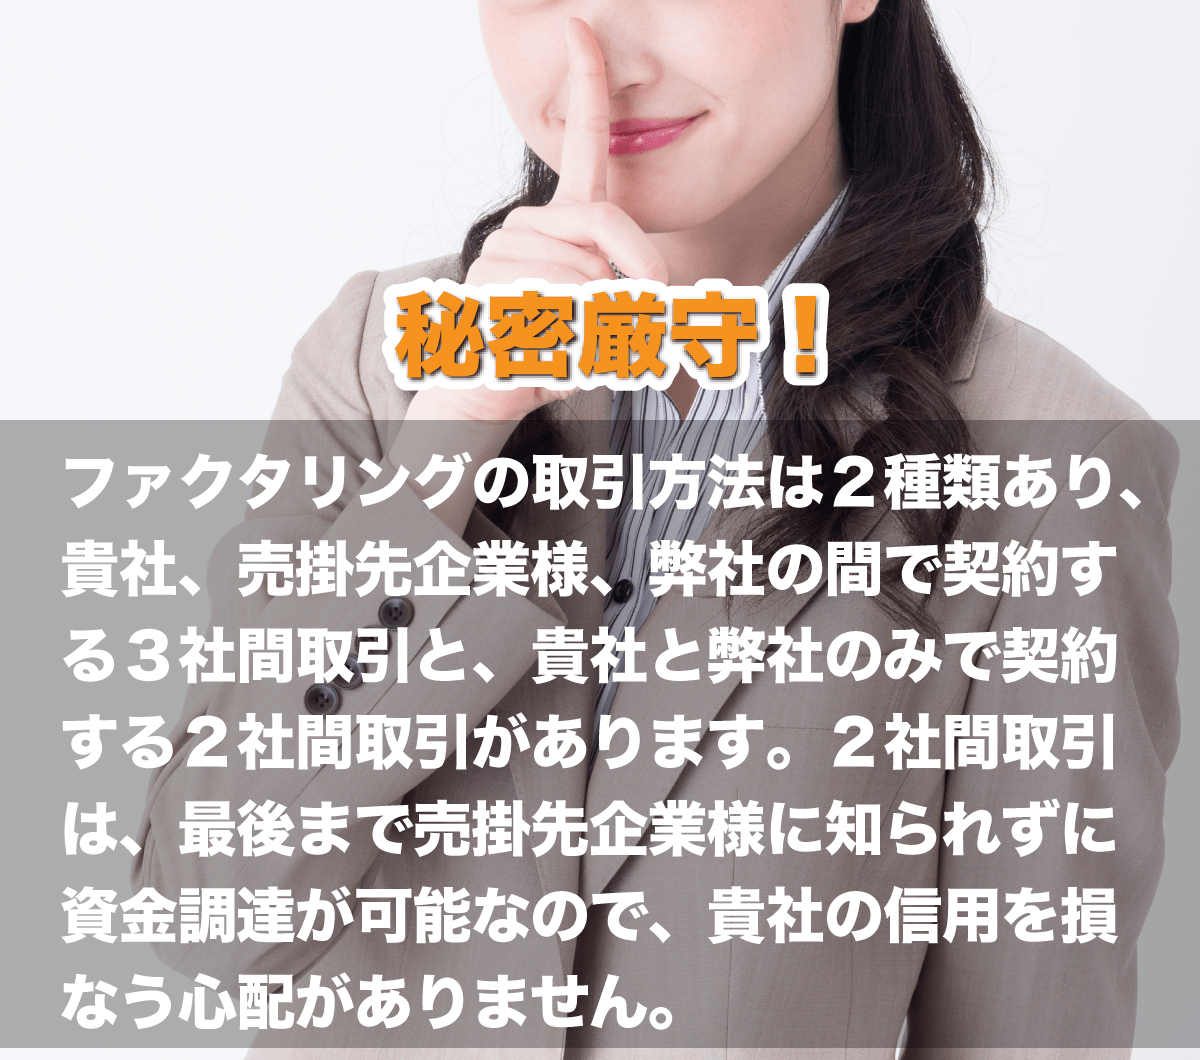 秘密厳守！
ファクタリングの取引方法は２種類あり、
貴社、売掛先企業様、弊社の間で契約す
る３社間取引と、貴社と弊社のみで契約
する２社間取引があります。２社間取引
は、最後まで売掛先企業様に知られずに
資金調達が可能なので、貴社の信用を損
なう心配がありません。